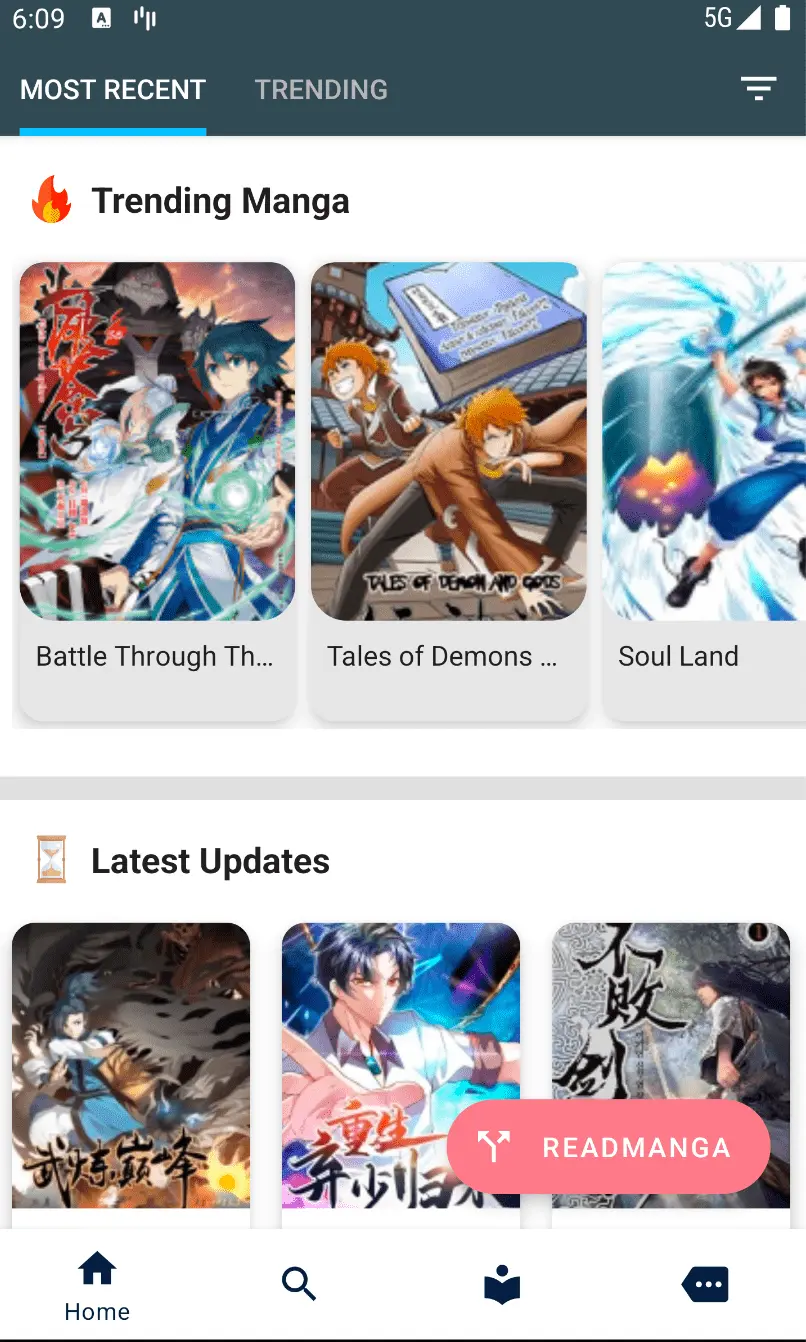 6:09
5G
MOST RECENT
TRENDING
Trending Manga
TALES OF DEMON AND GODS
Battle Through Th...
Tales of Demons ...
Soul Land
Latest Updates
武炼巅峰
重生
弃少归来
不敗剑
READMANGA
Home